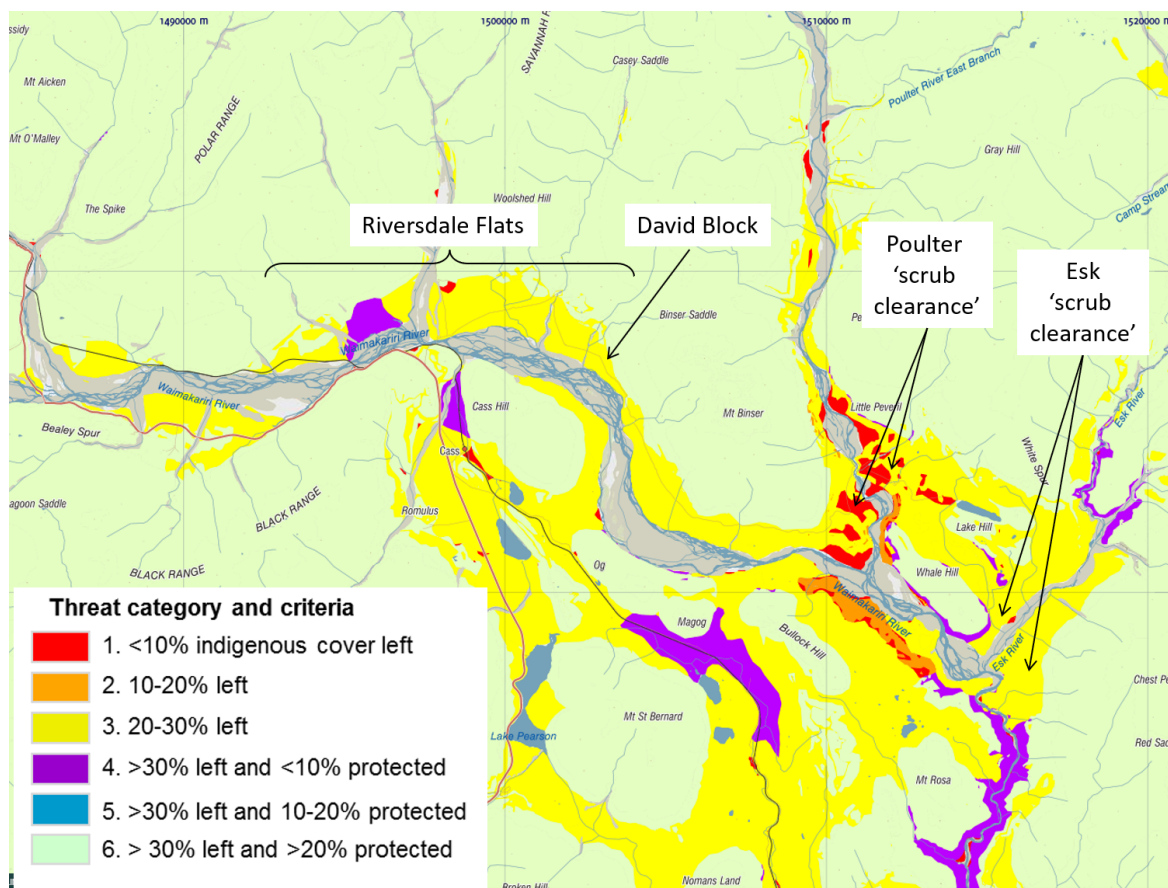 1490000 m
1500000 m
1510000 m
1520000 m
Mt Aicken
Mt O'Malley
POLAR RANGE
The Spike
Casey Saddle
Woolshed Hill
Poulter River East Branch
Gray Hill
Camp Stream
Riversdale Flats
David Block
Poulter
'scrub
clearance'
Esk
'scrub
clearance'
Binser Saddle
Waimakariri River
Waimakariri River
Bealey Spur
Cass Hill
Cass
Mt Binser
Little Peveril
Esk River
White Spur
BLACK RANGE
Romulus
Lake Hill
BLACK RANGE
Og
Whale Hill
Magog
Waimakariri River
Bullock Hill
Esk River
Mt St Bernard
Lake Pearson
Mt Rosa
Broken Hill
Nomans Land
Threat category and criteria
1. <10% indigenous cover left
2. 10-20% left
3. 20-30% left
4. >30% left and <10% protected
5. >30% left and 10-20% protected
6. > 30% left and >20% protected